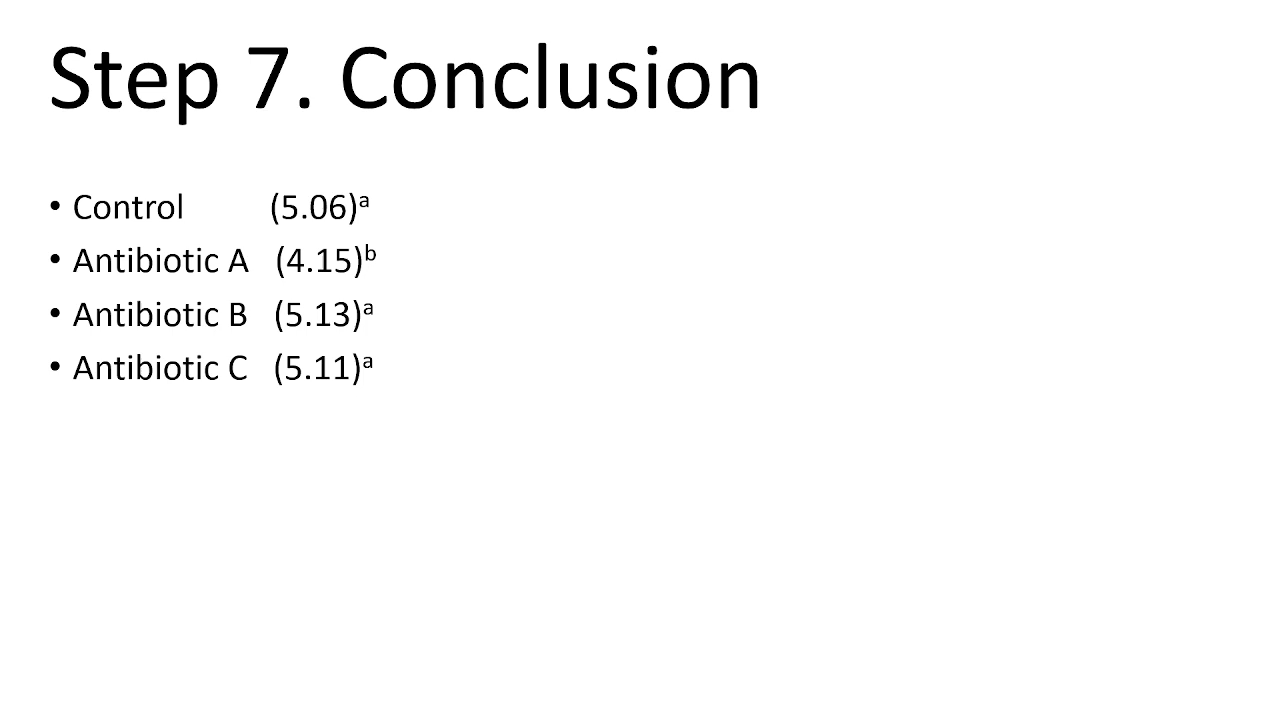 Step 7. Conclusion
• Control (5.06)ᵃ
• Antibiotic A (4.15)ᵇ
• Antibiotic B (5.13)ᵃ
• Antibiotic C (5.11)ᵃ